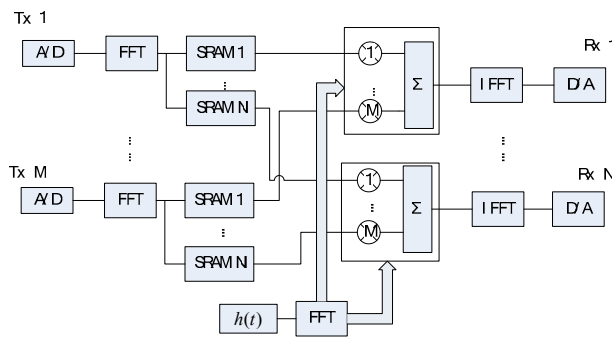 Tx 1
A/D
FFT
SRAM 1
SRAM N
1
M
Σ
Rx 1
IFFT
D/A
Tx M
A/D
FFT
SRAM 1
SRAM N
1
M
Σ
Rx N
IFFT
D/A
h(t)
FFT